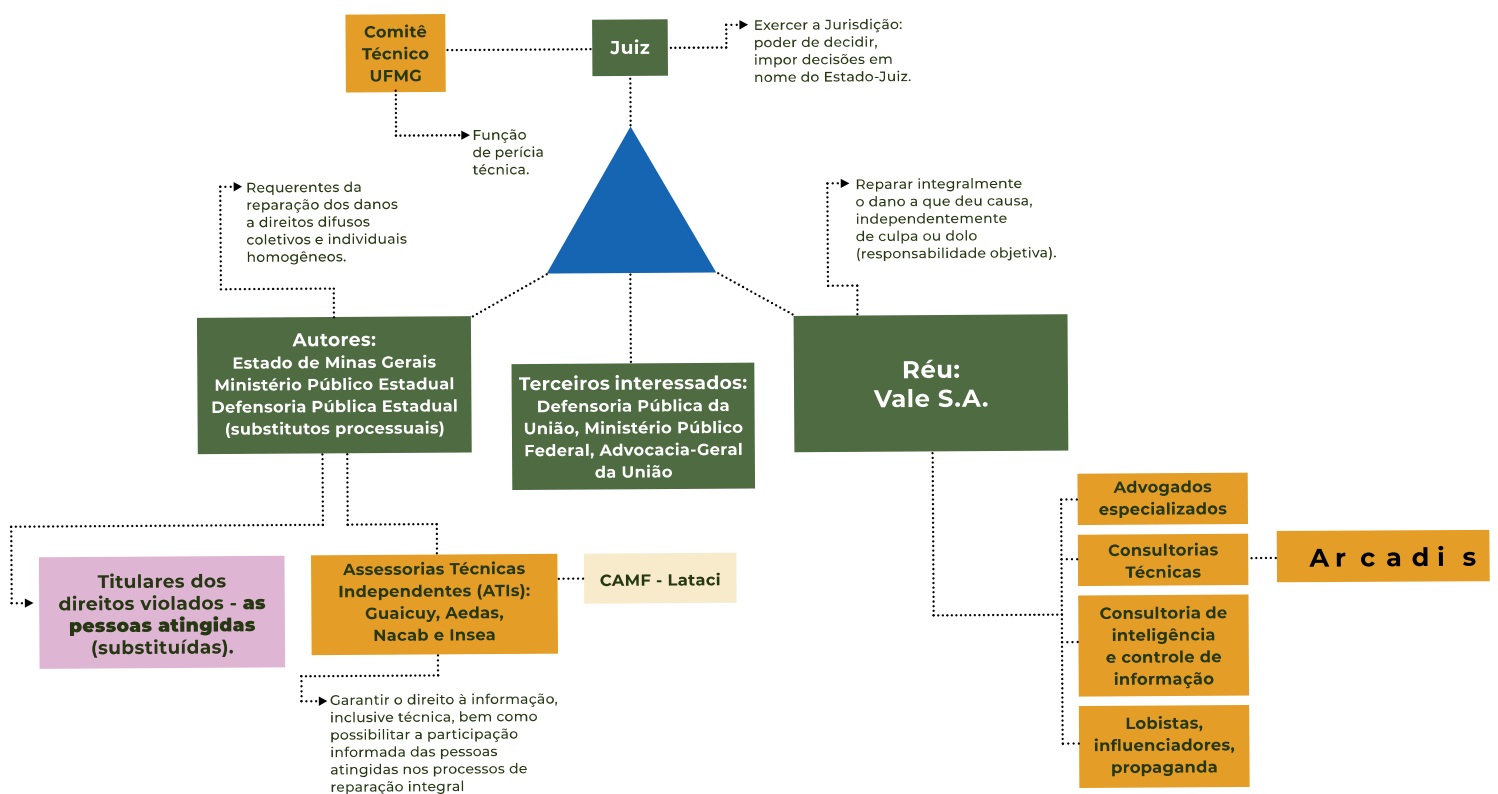 Comitê
Técnico
UFMG
Juiz
Exercer a Jurisdição:
poder de decidir,
impor decisões em
nome do Estado-Juiz.
Função
de perícia
técnica.
Requerentes da
reparação dos danos
a direitos difusos
coletivos e individuais
homogêneos.
Reparar integralmente
o dano a que deu causa,
independentemente
de culpa ou dolo
(responsabilidade objetiva).
Autores:
Estado de Minas Gerais
Ministério Público Estadual
Defensoria Pública Estadual
(substitutos processuais)
Terceiros interessados:
Defensoria Pública da
União, Ministério Público
Federal, Advocacia-Geral
da União
Réu:
Vale S.A.
Titulares dos
direitos violados - as
pessoas atingidas
(substituídas).
Assessorias Técnicas
Independentes (ATIs):
Guaicuy, Aedas,
Nacab e Insea
CAMF - Lataci
Garantir o direito à informação,
inclusive técnica, bem como
possibilitar a participação
informada das pessoas
atingidas nos processos de
reparação integral
Advogados
especializados
Consultorias
Técnicas
Arcadis
Consultoria de
inteligência
e controle de
informação
Lobistas,
influenciadores,
propaganda